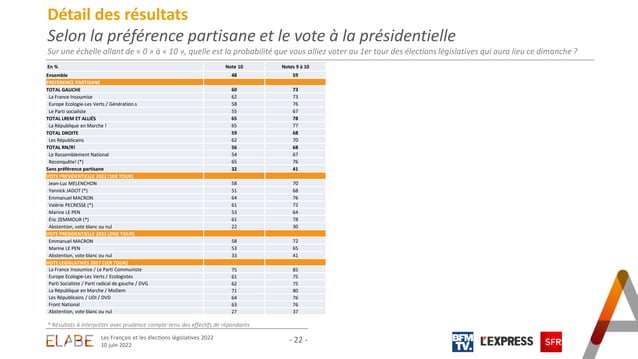 Détail des résultats
Selon la préférence partisane et le vote à la présidentielle
Sur une échelle allant de « 0 » à « 10 », quelle est la probabilité que vous alliez voter au 1er tour des élections législatives qui aura lieu ce dimanche ?
En % Note 10 Notes 9 à 10
Ensemble 48 59
PREFERENCE PARTISANE
TOTAL GAUCHE 60 73
La France Insoumise 62 73
Europe Ecologie-Les Verts / Génération.s 58 76
Le Parti socialiste 55 67
TOTAL LREM ET ALLIÉS 65 78
La République en Marche ! 65 77
TOTAL DROITE 59 68
Les Républicains 62 70
TOTAL RN/R! 56 68
Le Rassemblement National 54 67
Reconquête! (*) 65 76
Sans préférence partisane 32 41
VOTE PRESIDENTIELLE 2022 (1ER TOUR)
Jean-Luc MÉLENCHON 58 70
Yannick JADOT (*) 51 68
Emmanuel MACRON 64 76
Valérie PECRESSE (*) 61 72
Marine LE PEN 53 64
Éric ZEMMOUR (*) 61 78
Abstention, vote blanc ou nul 22 30
VOTE PRESIDENTIELLE 2022 (2ND TOUR)
Emmanuel MACRON 58 72
Marine LE PEN 53 65
Abstention, vote blanc ou nul 33 41
VOTE LEGISLATIVES 2017 (1ER TOUR)
La France Insoumise / Le Parti Communiste 75 85
Europe Ecologie-Les Verts / Ecologistes 61 75
Parti Socialiste / Parti radical de gauche / DVG 62 75
La République en Marche / MoDem 71 80
Les Républicains / UDI / DVD 64 76
Front National 63 76
Abstention, vote blanc ou nul 27 37
* Résultats à interpréter avec prudence compte-tenu des effectifs de répondants
ELABE
Les Français et les élections législatives 2022
10 juin 2022
- 22 -
BFM TV.
L'EXPRESS
SFR